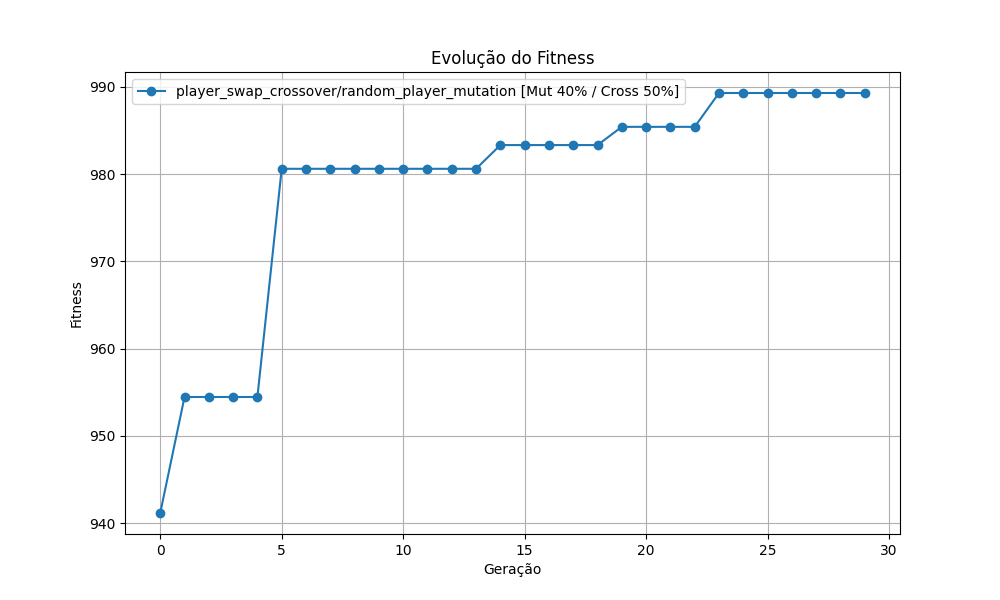 Evolução do Fitness
player_swap_crossover/random_player_mutation [Mut 40% / Cross 50%]
990
980
970
960
950
940
Fitness
0 5 10 15 20 25 30
Geração